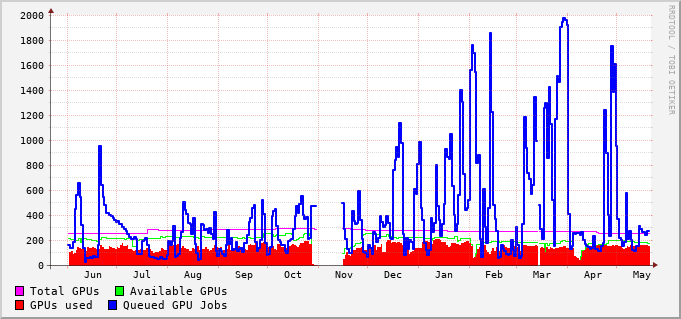 2000
1800
1600
1400
1200
1000
800
600
400
200
0
Jun Jul Aug Sep Oct Nov Dec Jan Feb Mar Apr May
Total GPUs Available GPUs
GPUs used Queued GPU Jobs
RRDTOOL / TOBI OETIKER